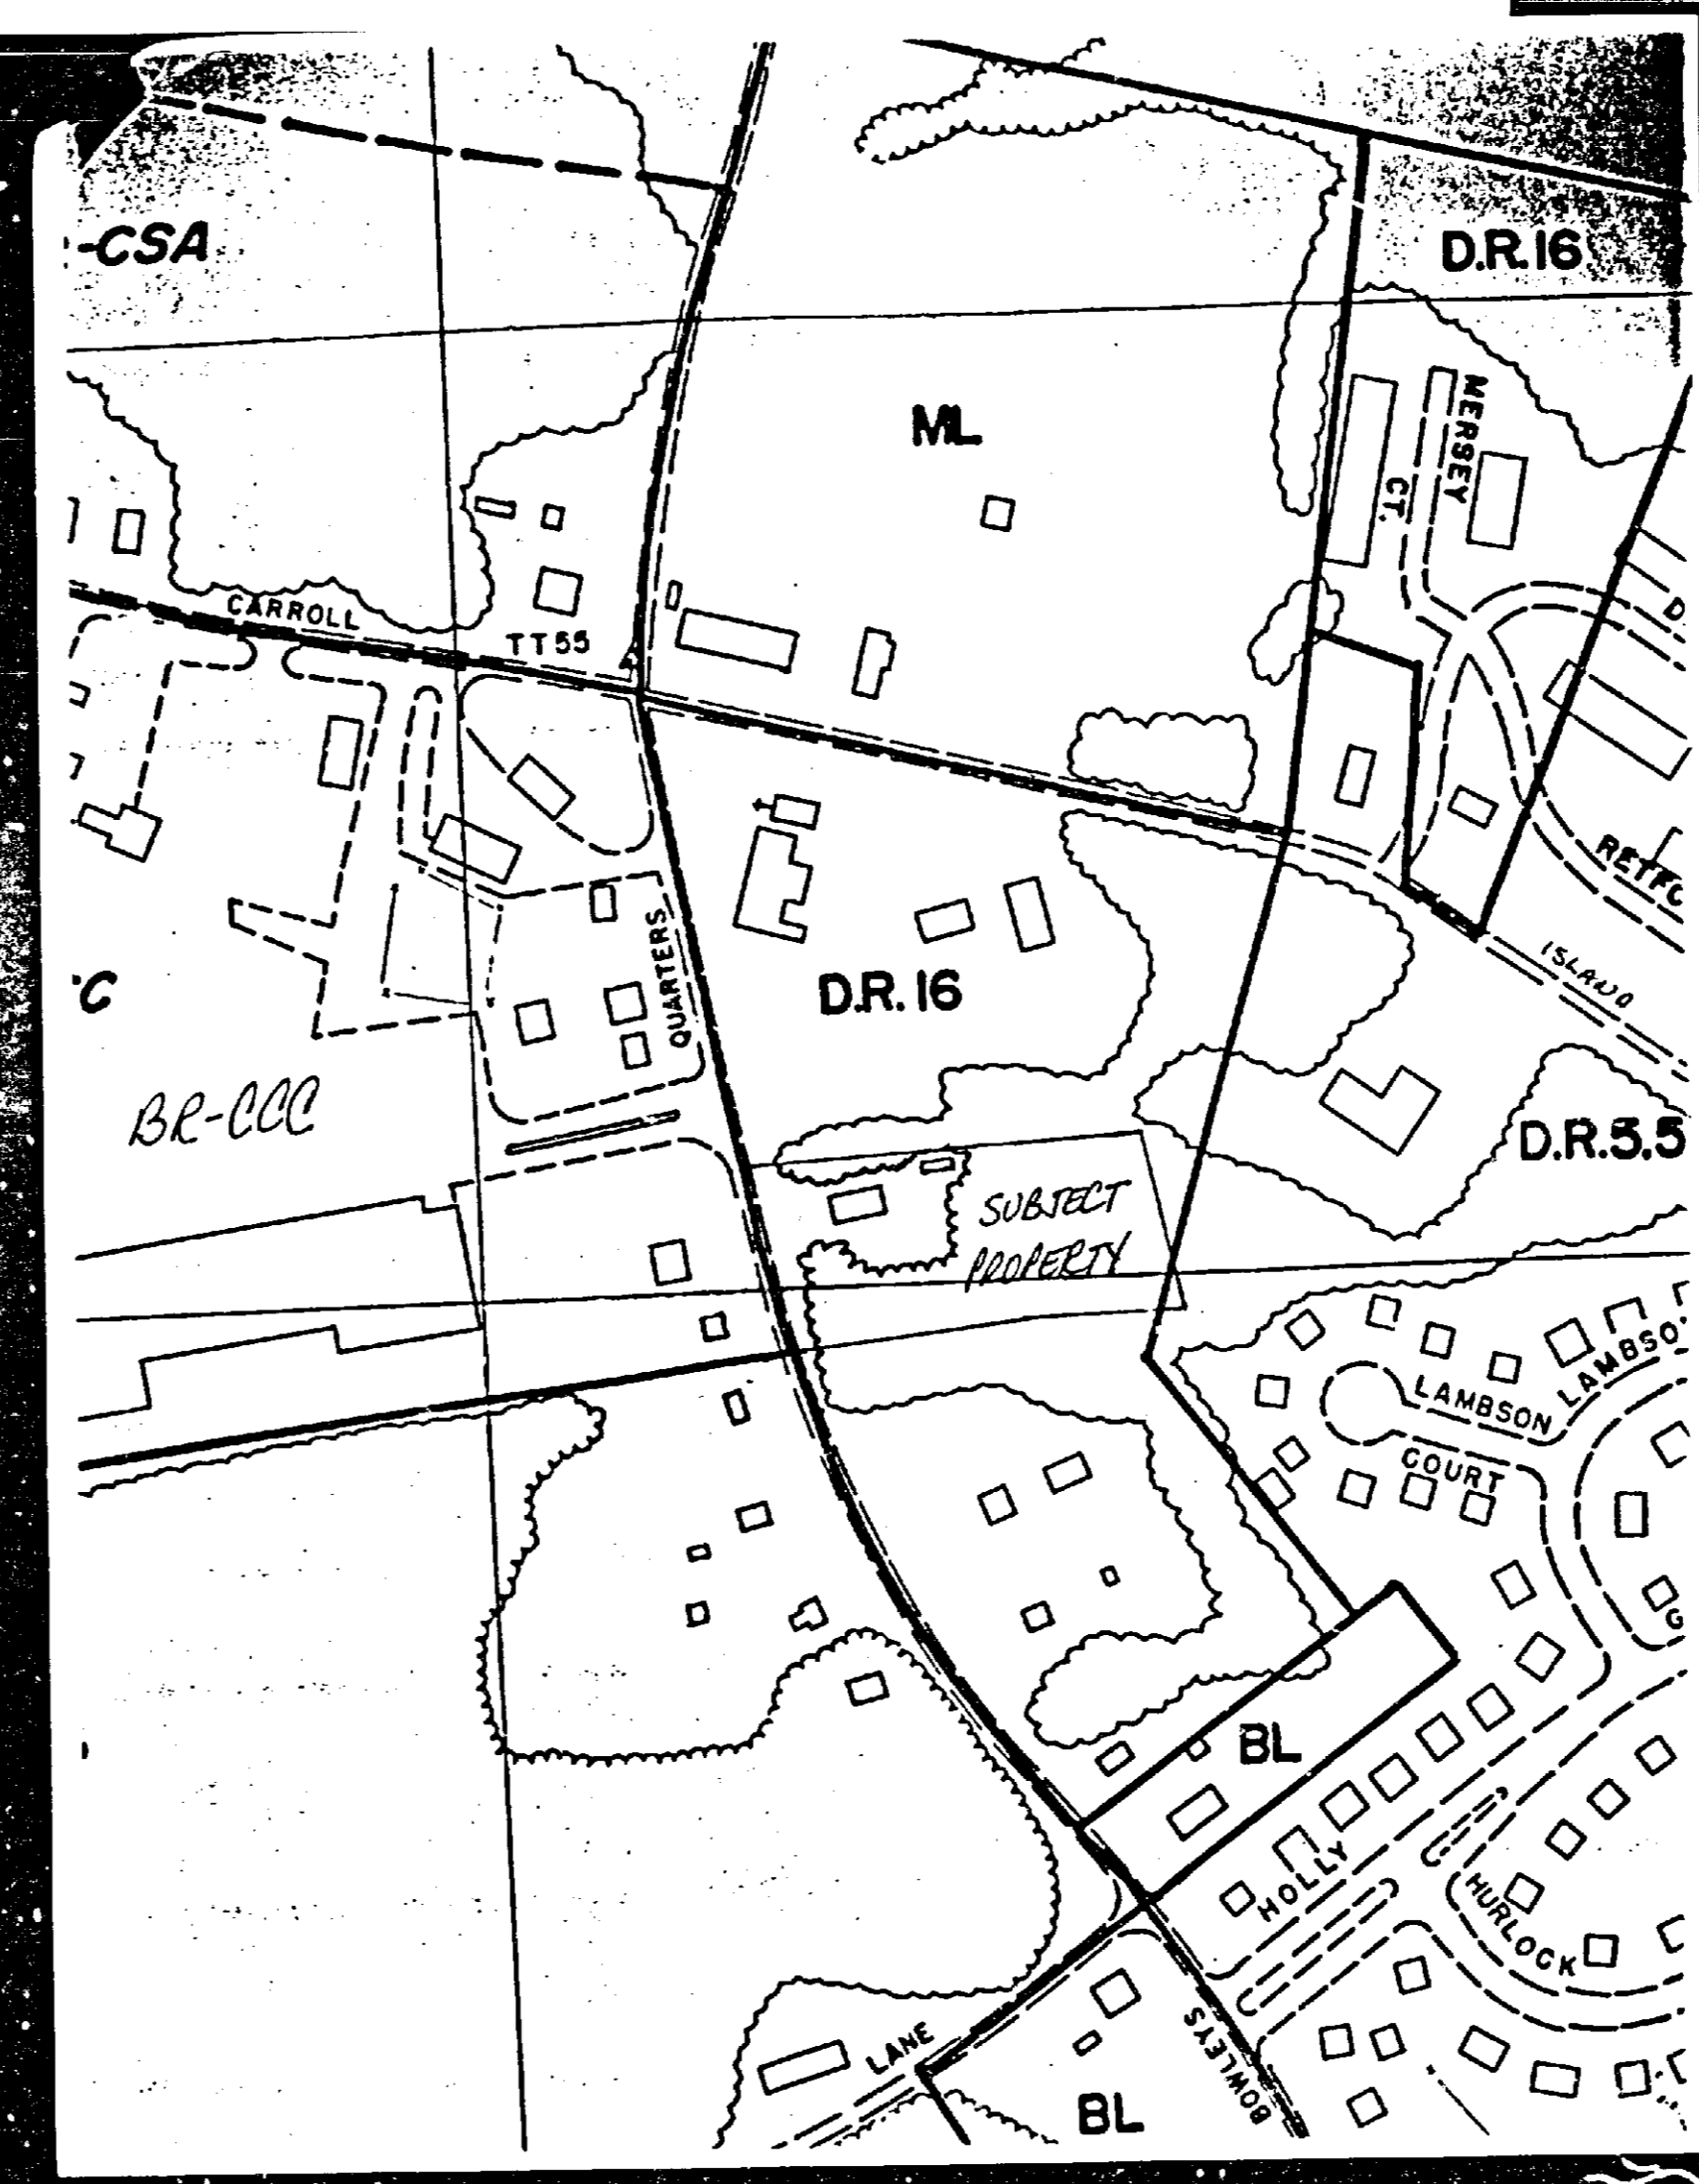 -CSA
D.R.16
ML
MERSEY
CT.
CARROLL
TT55
D.
RETFO
ISLAND
QUARTERS
D.R.16
'C
BR-CCC
D.R.5.5
SUBJECT
PROPERTY
LAMBSO
LAMBSON
COURT
G
BL
HOLLY
HURLOCK
LANE
BOWLEYS
BL